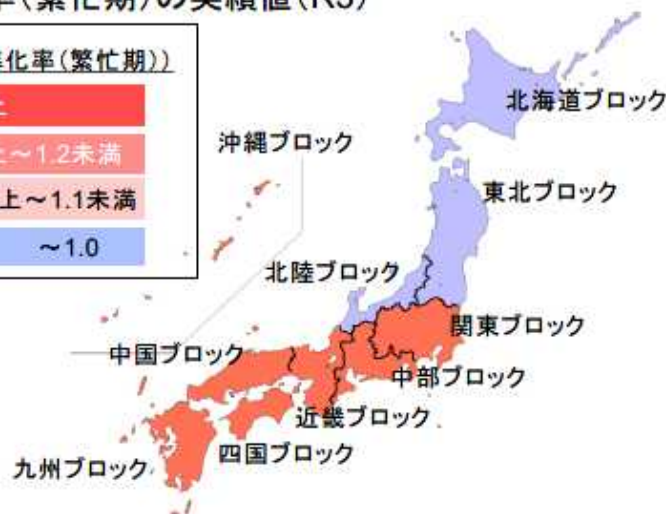 (繁忙期)の実績値(R3)
準化率(繁忙期))
上
上～1.2未満
上～1.1未満
～1.0
沖縄ブロック
北海道ブロック
東北ブロック
北陸ブロック
関東ブロック
中国ブロック
中部ブロック
近畿ブロック
四国ブロック
九州ブロック